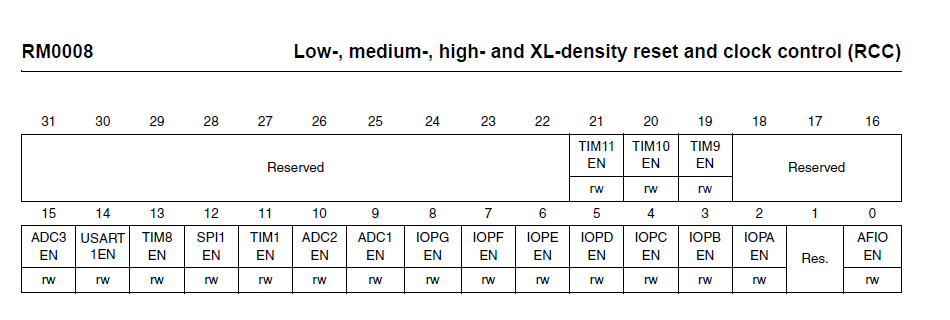 RM0008 Low-, medium-, high- and XL-density reset and clock control (RCC)
31 30 29 28 27 26 25 24 23 22 21 20 19 18 17 16
Reserved TIM11 EN TIM10 EN TIM9 EN Reserved
rw rw rw
15 14 13 12 11 10 9 8 7 6 5 4 3 2 1 0
ADC3 EN USART 1EN TIM8 EN SPI1 EN TIM1 EN ADC2 EN ADC1 EN IOPG EN IOPF EN IOPE EN IOPD EN IOPC EN IOPB EN IOPA EN Res. AFIO EN
rw rw rw rw rw rw rw rw rw rw rw rw rw rw rw